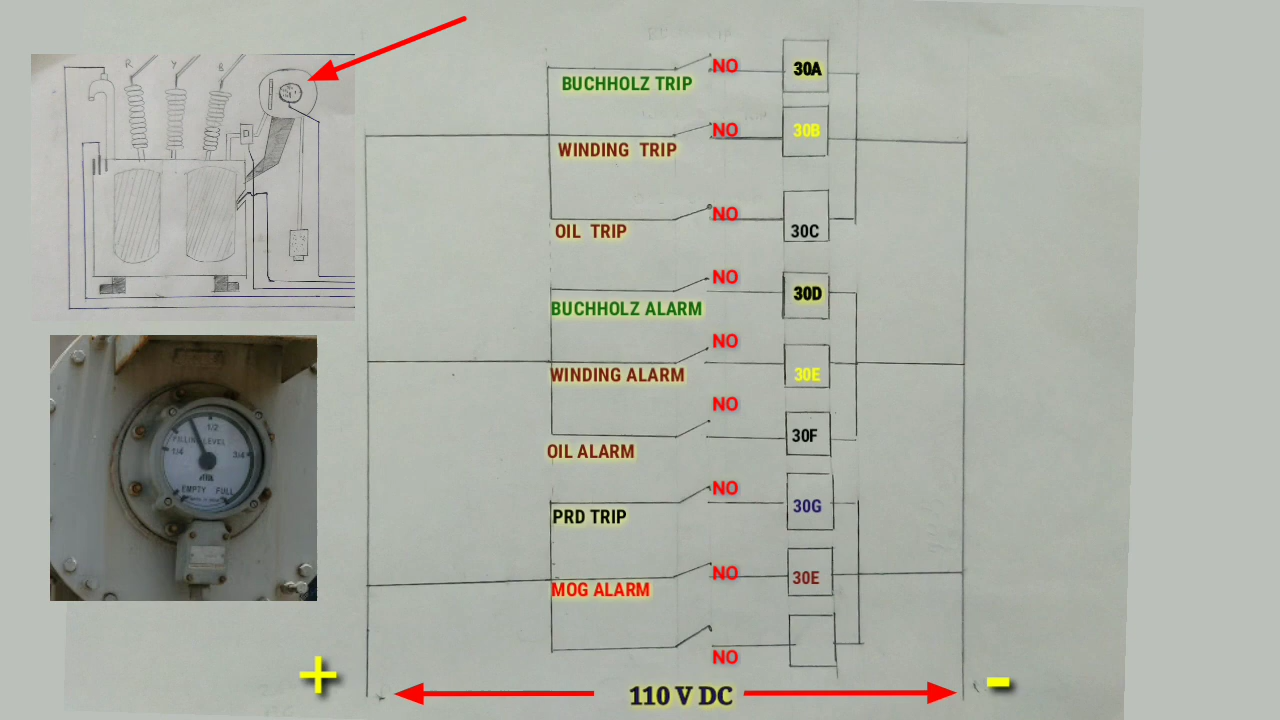 R Y B
BUCHHOLZ TRIP NO 30A
WINDING TRIP NO 30B
OIL TRIP NO 30C
BUCHHOLZ ALARM NO 30D
WINDING ALARM NO 30E
OIL ALARM NO 30F
PRD TRIP NO 30G
MOG ALARM NO 30E
NO
+ 110 V DC -
1/2
FILLING LEVEL
1/4 3/4
EMPTY FULL